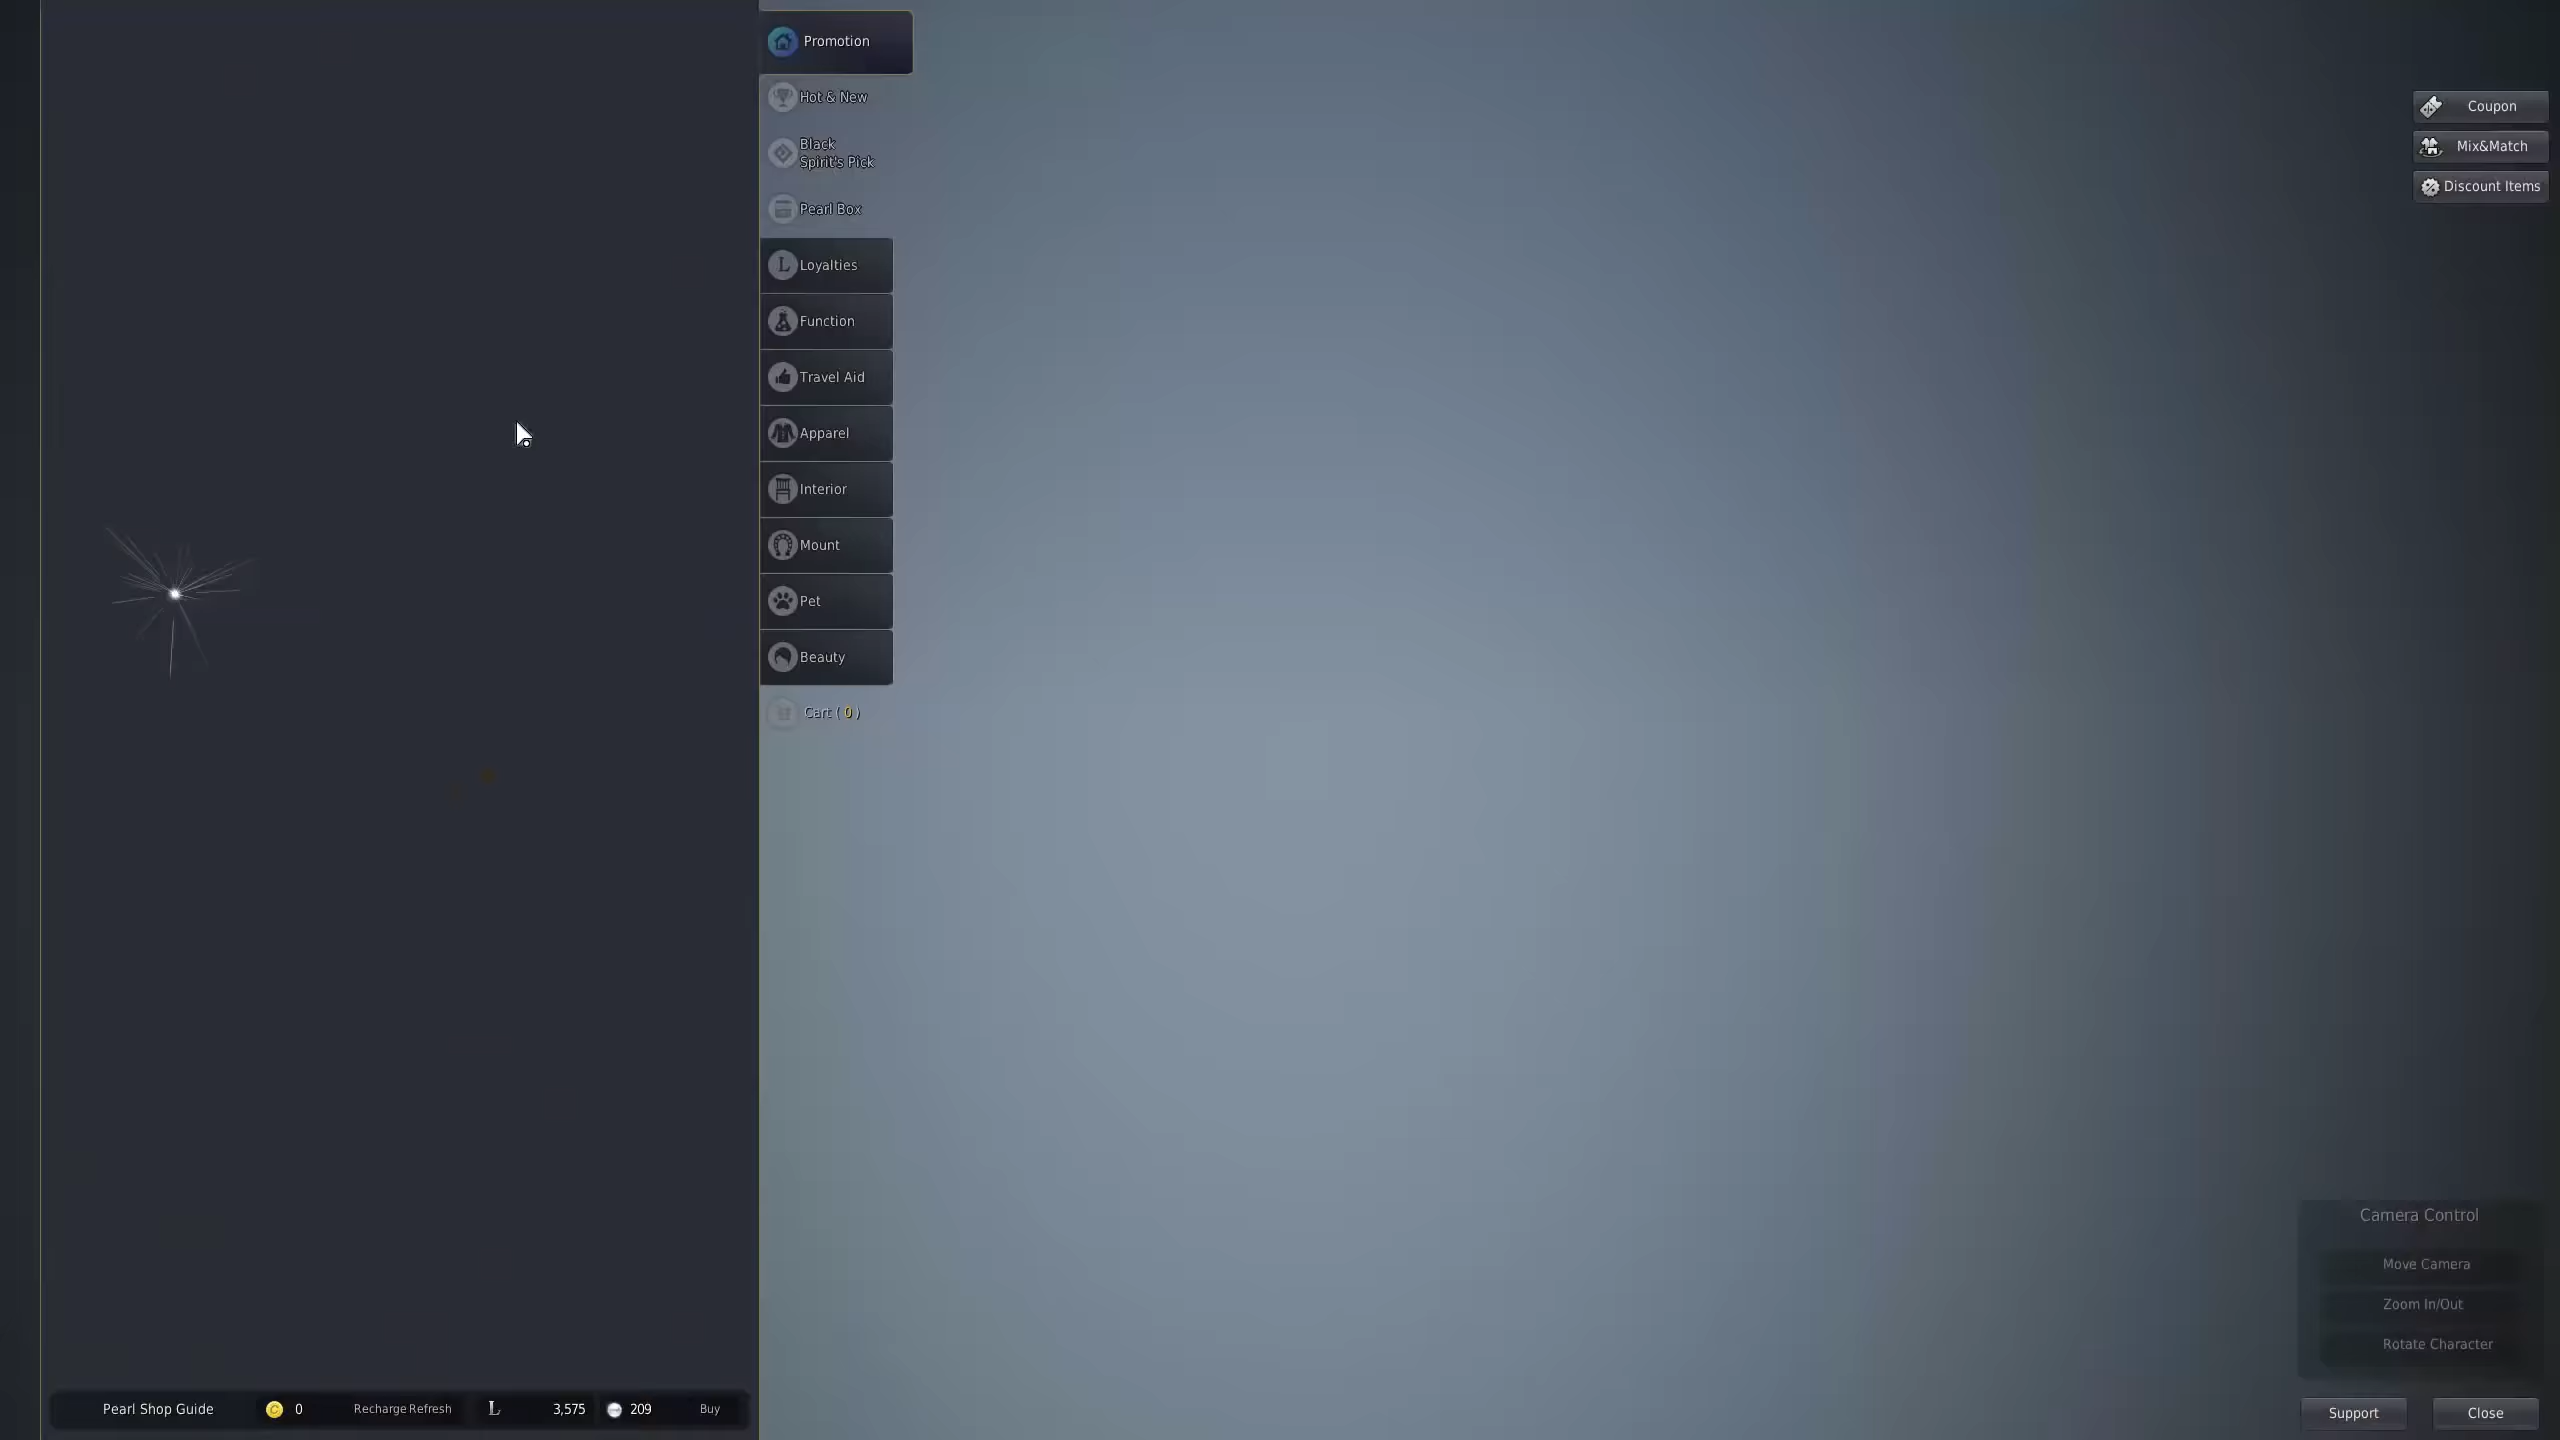 Promotion
Hot & New
Black
Spirit's Pick
Pearl Box
Loyalties
Function
Travel Aid
Apparel
Interior
Mount
Pet
Beauty
Cart ( 0 )
Coupon
Mix&Match
Discount Items
Camera Control
Move Camera
Zoom In/Out
Rotate Character
Pearl Shop Guide
0
Recharge Refresh
L
3,575
209
Buy
Support
Close